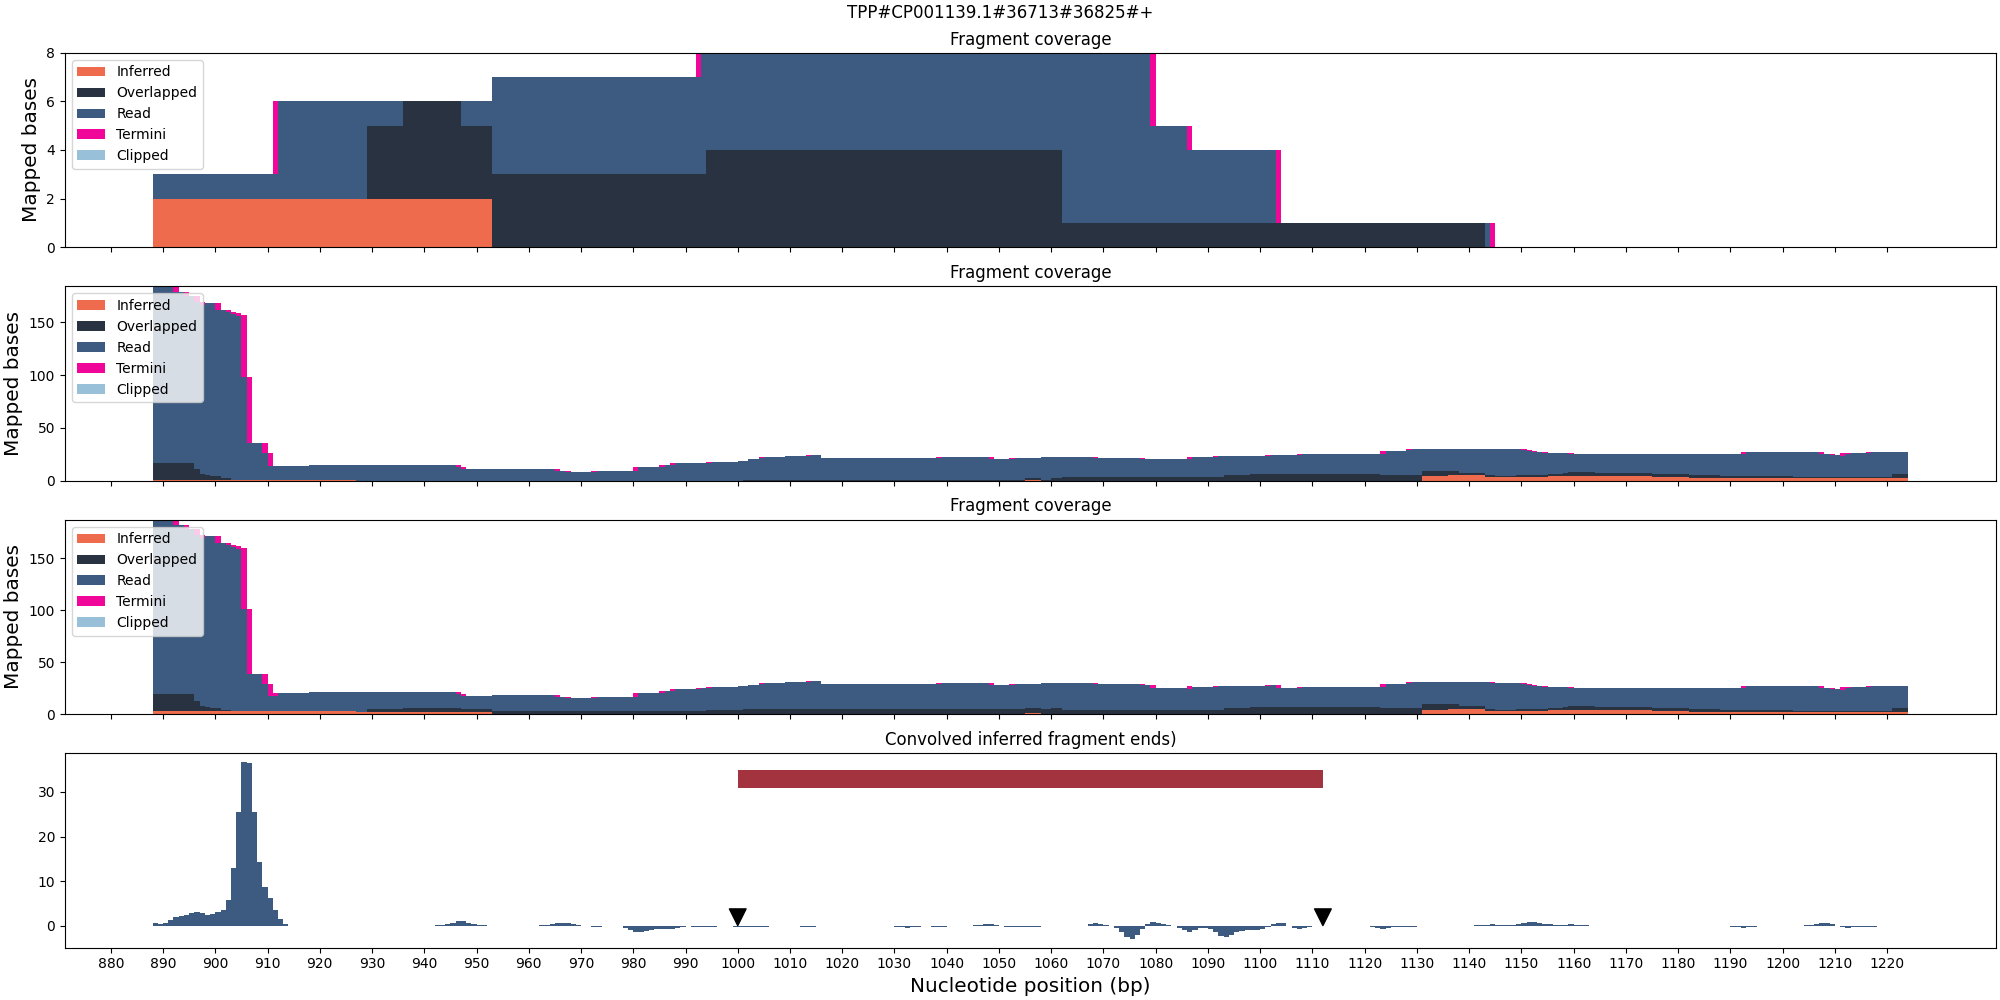 TPP#CP001139.1#36713#36825#+
Fragment coverage
Mapped bases
8
6
4
2
0
Inferred
Overlapped
Read
Termini
Clipped
Fragment coverage
Mapped bases
150
100
50
0
Inferred
Overlapped
Read
Termini
Clipped
Fragment coverage
Mapped bases
150
100
50
0
Inferred
Overlapped
Read
Termini
Clipped
Convolved inferred fragment ends)
30
20
10
0
880 890 900 910 920 930 940 950 960 970 980 990 1000 1010 1020 1030 1040 1050 1060 1070 1080 1090 1100 1110 1120 1130 1140 1150 1160 1170 1180 1190 1200 1210 1220
Nucleotide position (bp)